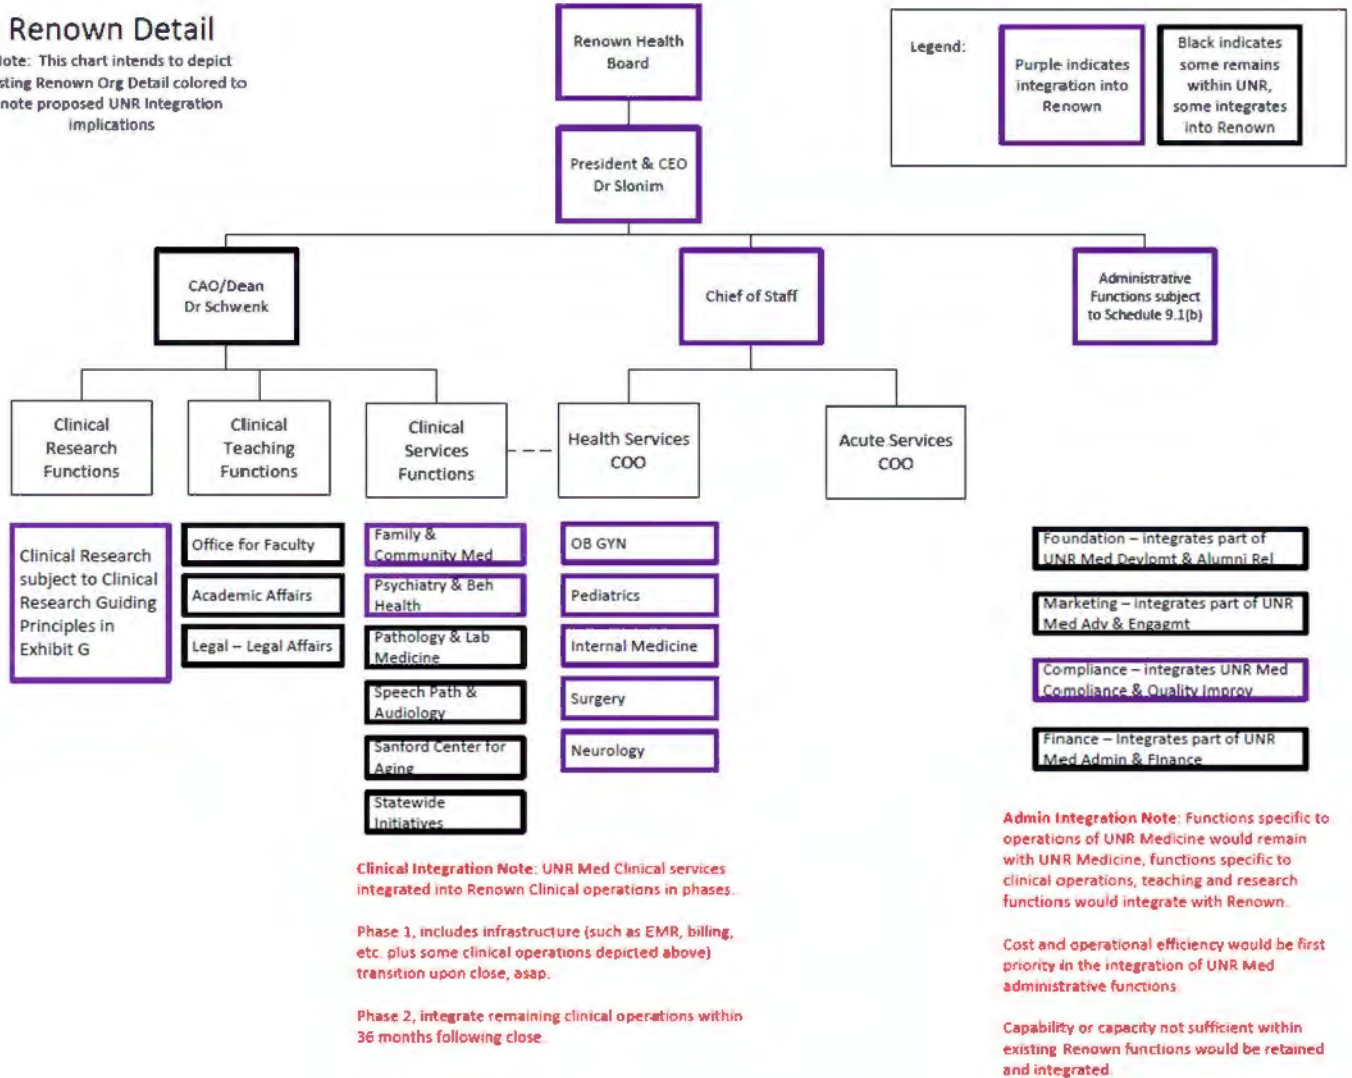 Renown Detail
Note: This chart intends to depict
sting Renown Org Detail colored to
note proposed UNR Integration
implications
Renown Health
Board
Legend:
Purple indicates
integration into
Renown
Black indicates
some remains
within UNR,
some integrates
into Renown
President & CEO
Dr Slonim
CAO/Dean
Dr Schwenk
Chief of Staff
Administrative
Functions subject
to Schedule 9.1(b)
Clinical
Research
Functions
Clinical
Teaching
Functions
Clinical
Services
Functions
Health Services
COO
Acute Services
COO
Clinical Research
subject to Clinical
Research Guiding
Principles in
Exhibit G
Office for Faculty
Academic Affairs
Legal – Legal Affairs
Family &
Community Med
Psychiatry & Beh
Health
Pathology & Lab
Medicine
Speech Path &
Audiology
Sanford Center for
Aging
Statewide
Initiatives
OB GYN
Pediatrics
Internal Medicine
Surgery
Neurology
Foundation – integrates part of
UNR Med Devlomt & Alumni Rel
Marketing – integrates part of UNR
Med Adv & Engagmt
Compliance – integrates UNR Med
Compliance & Quality Improv
Finance – Integrates part of UNR
Med Admin & Finance
Clinical Integration Note: UNR Med Clinical services
integrated into Renown Clinical operations in phases.
Phase 1, includes infrastructure (such as EMR, billing,
etc. plus some clinical operations depicted above)
transition upon close, asap.
Phase 2, integrate remaining clinical operations within
36 months following close.
Admin Integration Note: Functions specific to
operations of UNR Medicine would remain
with UNR Medicine, functions specific to
clinical operations, teaching and research
functions would integrate with Renown.
Cost and operational efficiency would be first
priority in the integration of UNR Med
administrative functions.
Capability or capacity not sufficient within
existing Renown functions would be retained
and integrated.